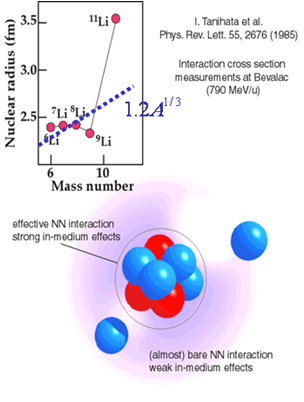 3.5
3.0
2.5
Nuclear radius (fm)
¹¹Li
⁷Li
⁸Li
⁶Li
⁹Li
1.2A^1/3
6
10
Mass number
I. Tanihata et al.
Phys. Rev. Lett. 55, 2676 (1985)
Interaction cross section
measurements at Bevalac
(790 MeV/u)
effective NN interaction
strong in-medium effects
(almost) bare NN interaction
weak in-medium effects